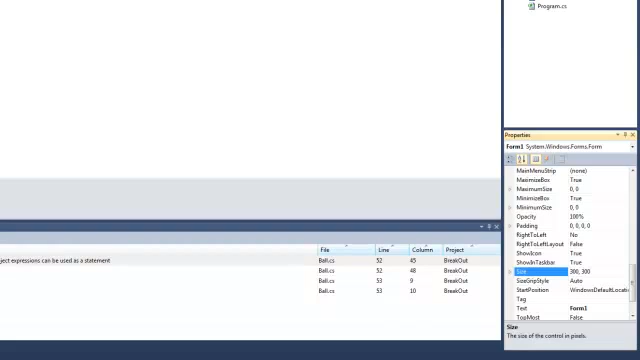 Program.cs
Properties
Form1 System.Windows.Forms.Form
MainMenuStrip (none)
MaximizeBox True
MaximumSize 0, 0
MinimizeBox True
MinimumSize 0, 0
Opacity 100%
Padding 0, 0, 0, 0
RightToLeft No
RightToLeftLayout False
ShowIcon True
ShowInTaskbar True
Size 300, 300
SizeGripStyle Auto
StartPosition WindowsDefaultLocatio
Tag
Text Form1
TopMost False
Size
The size of the control in pixels.
File Line Column Project
ject expressions can be used as a statement Ball.cs 52 45 BreakOut
Ball.cs 52 48 BreakOut
Ball.cs 53 9 BreakOut
Ball.cs 53 10 BreakOut